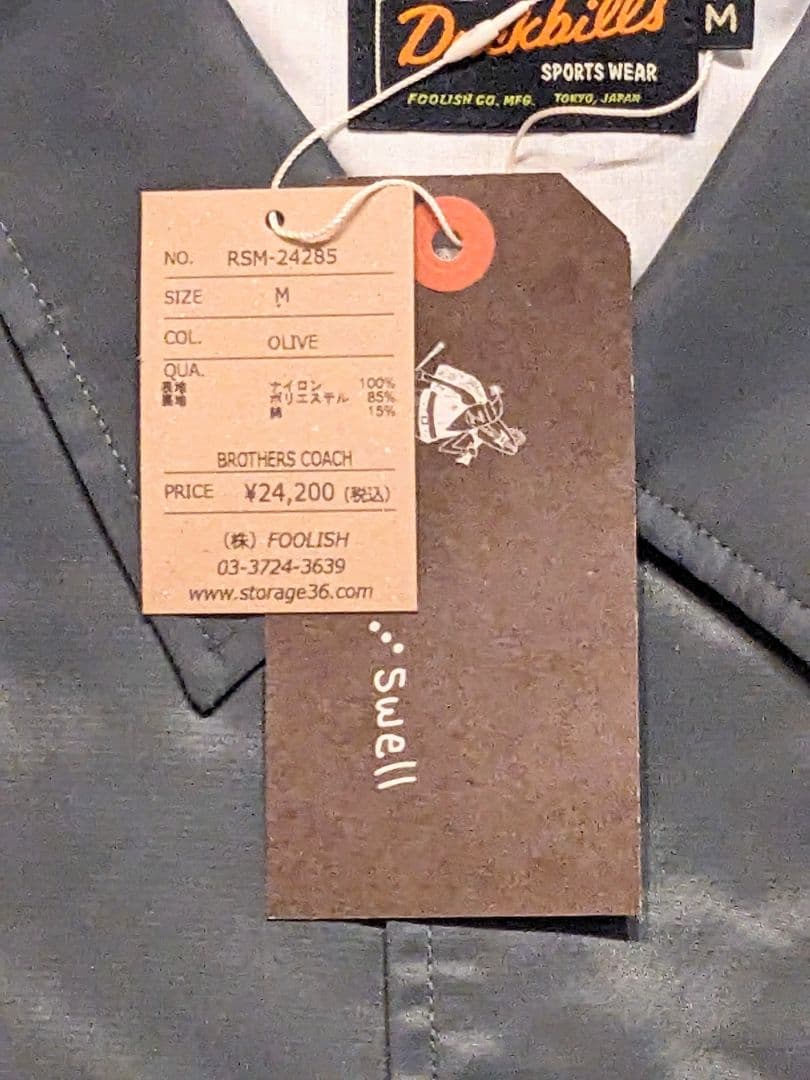 Duckbills
M
SPORTS WEAR
FOOLISH CO. MFG. TOKYO, JAPAN
NO. RSM-24285
SIZE M
COL. OLIVE
QUA.
表地 ナイロン 100%
裏地 ポリエステル 85%
綿 15%
BROTHERS COACH
PRICE ¥24,200 (税込)
(株) FOOLISH
03-3724-3639
www.storage36.com
Swell